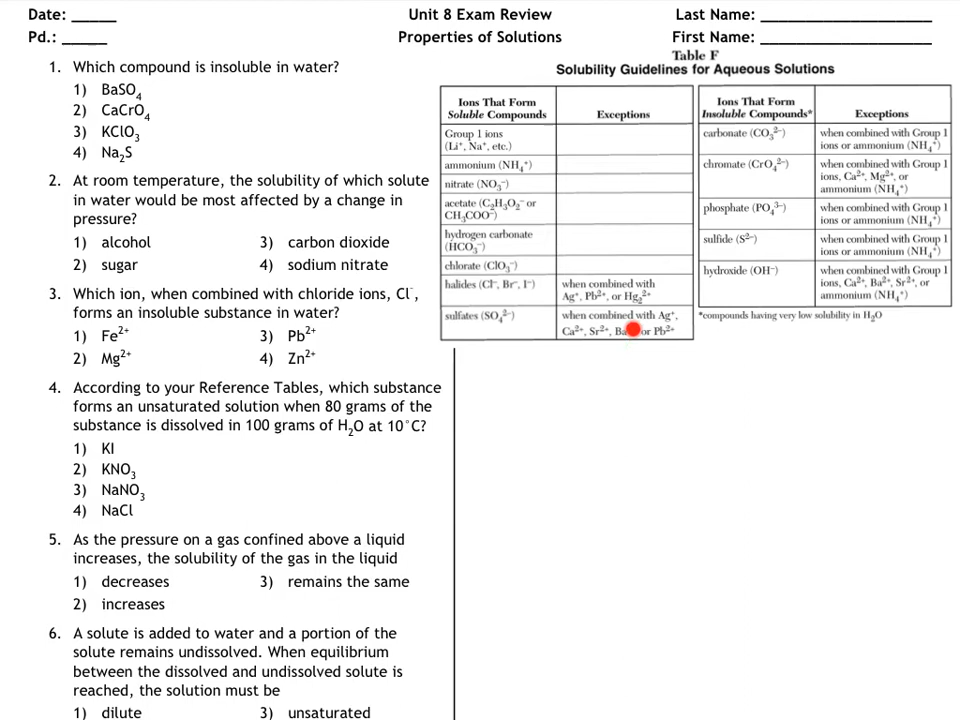 Date: _____
Unit 8 Exam Review
Last Name: ___________________
Pd.: _____
Properties of Solutions
First Name: ___________________
1. Which compound is insoluble in water?
1) BaSO₄
2) CaCrO₄
3) KClO₃
4) Na₂S
2. At room temperature, the solubility of which solute
in water would be most affected by a change in
pressure?
1) alcohol
3) carbon dioxide
2) sugar
4) sodium nitrate
3. Which ion, when combined with chloride ions, Cl⁻,
forms an insoluble substance in water?
1) Fe²⁺
3) Pb²⁺
2) Mg²⁺
4) Zn²⁺
4. According to your Reference Tables, which substance
forms an unsaturated solution when 80 grams of the
substance is dissolved in 100 grams of H₂O at 10˚C?
1) KI
2) KNO₃
3) NaNO₃
4) NaCl
5. As the pressure on a gas confined above a liquid
increases, the solubility of the gas in the liquid
1) decreases
3) remains the same
2) increases
6. A solute is added to water and a portion of the
solute remains undissolved. When equilibrium
between the dissolved and undissolved solute is
reached, the solution must be
1) dilute
3) unsaturated
Table F
Solubility Guidelines for Aqueous Solutions
Ions That Form
Soluble Compounds
Exceptions
Group 1 ions
(Li⁺, Na⁺, etc.)
ammonium (NH₄⁺)
nitrate (NO₃⁻)
acetate (C₂H₃O₂⁻ or
CH₃COO⁻)
hydrogen carbonate
(HCO₃⁻)
chlorate (ClO₃⁻)
halides (Cl⁻, Br⁻, I⁻)
when combined with
Ag⁺, Pb²⁺, or Hg₂²⁺
sulfates (SO₄²⁻)
when combined with Ag⁺,
Ca²⁺, Sr²⁺, Ba or Pb²⁺
Ions That Form
Insoluble Compounds*
Exceptions
carbonate (CO₃²⁻)
when combined with Group 1
ions or ammonium (NH₄⁺)
chromate (CrO₄²⁻)
when combined with Group 1
ions, Ca²⁺, Mg²⁺, or
ammonium (NH₄⁺)
phosphate (PO₄³⁻)
when combined with Group 1
ions or ammonium (NH₄⁺)
sulfide (S²⁻)
when combined with Group 1
ions or ammonium (NH₄⁺)
hydroxide (OH⁻)
when combined with Group 1
ions, Ca²⁺, Ba²⁺, Sr²⁺, or
ammonium (NH₄⁺)
*compounds having very low solubility in H₂O